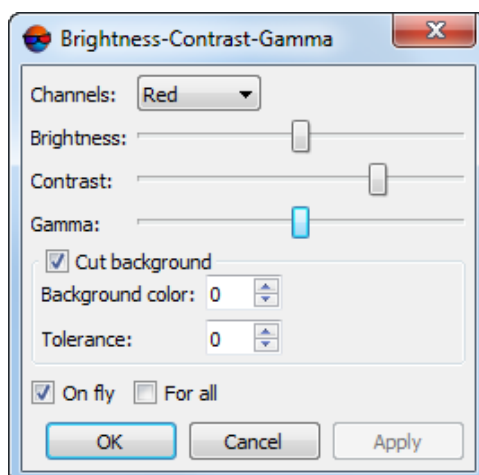 Brightness-Contrast-Gamma
Channels: Red
Brightness:
Contrast:
Gamma:
Cut background
Background color: 0
Tolerance: 0
On fly For all
OK Cancel Apply